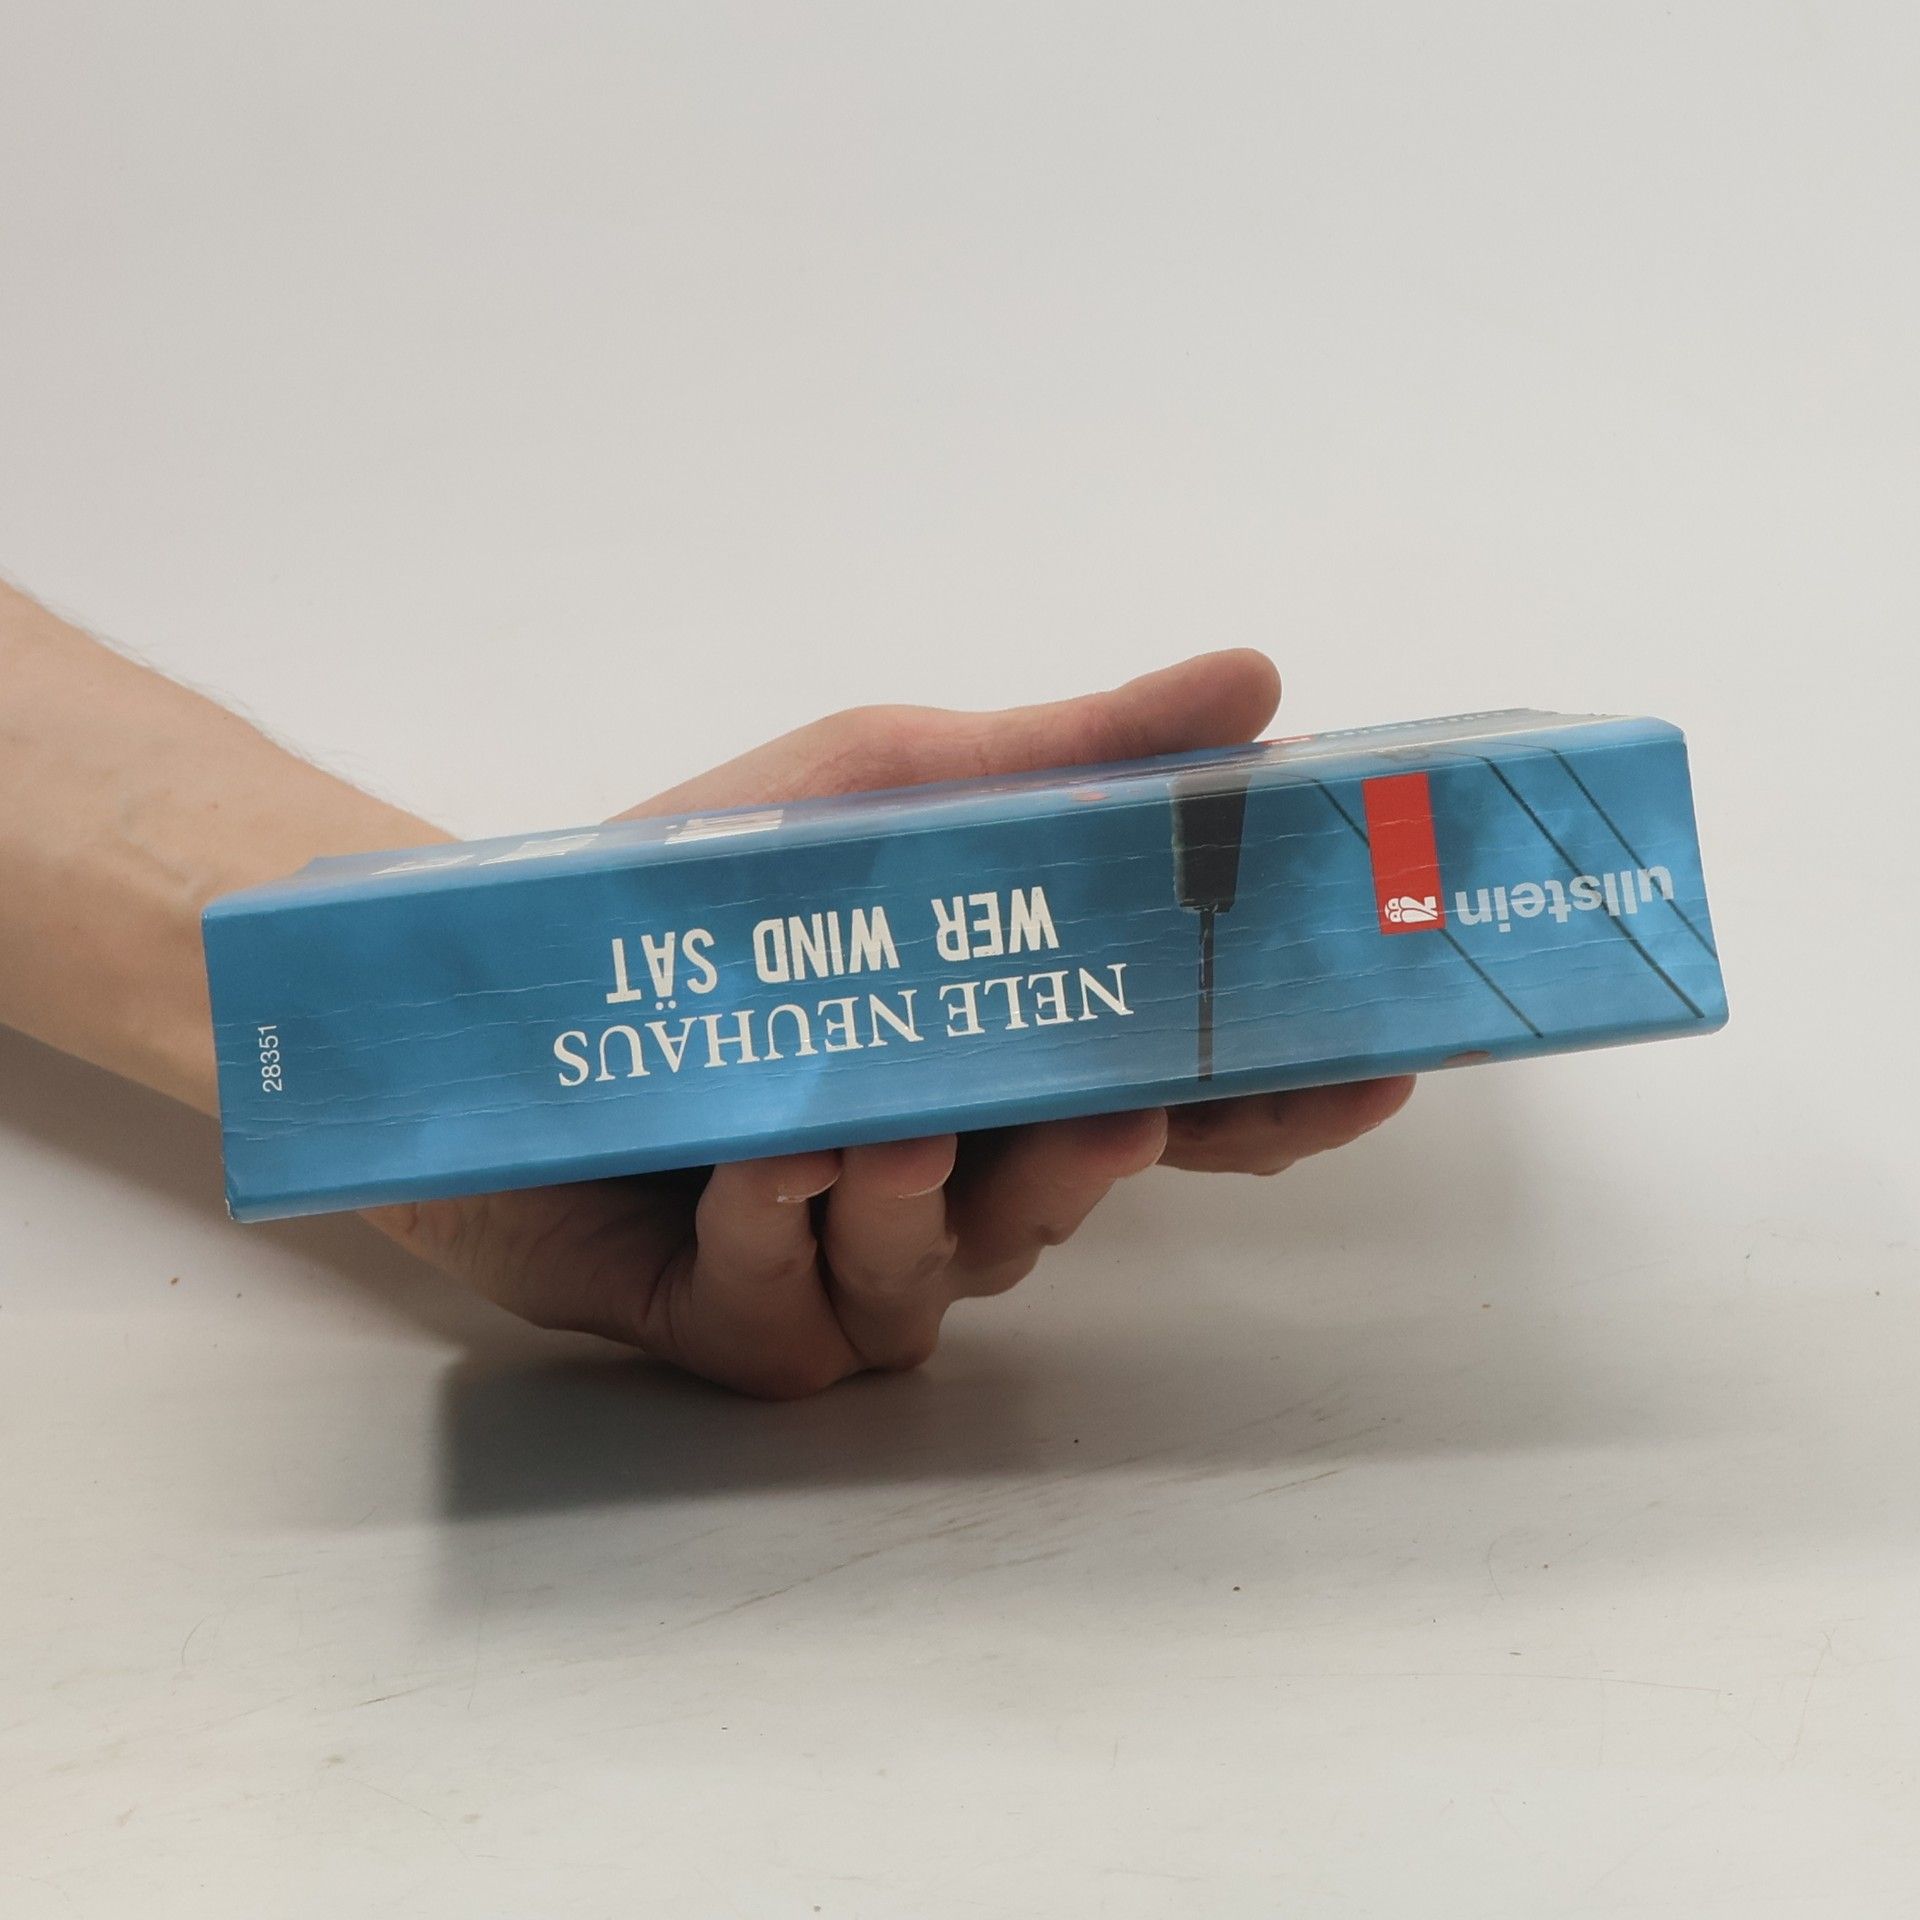 NELE NEUHAUS
WER WIND SÄT
ullstein
28351